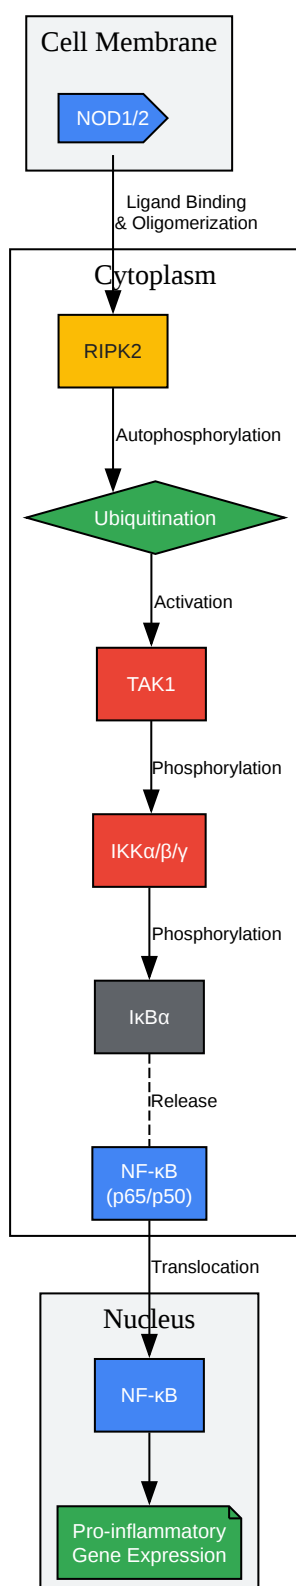 Cell Membrane
NOD1/2
Ligand Binding
& Oligomerization
Cytoplasm
RIPK2
Autophosphorylation
Ubiquitination
Activation
TAK1
Phosphorylation
IKKα/β/γ
Phosphorylation
IκBα
Release
NF-κB
(p65/p50)
Translocation
Nucleus
NF-κB
Pro-inflammatory
Gene Expression